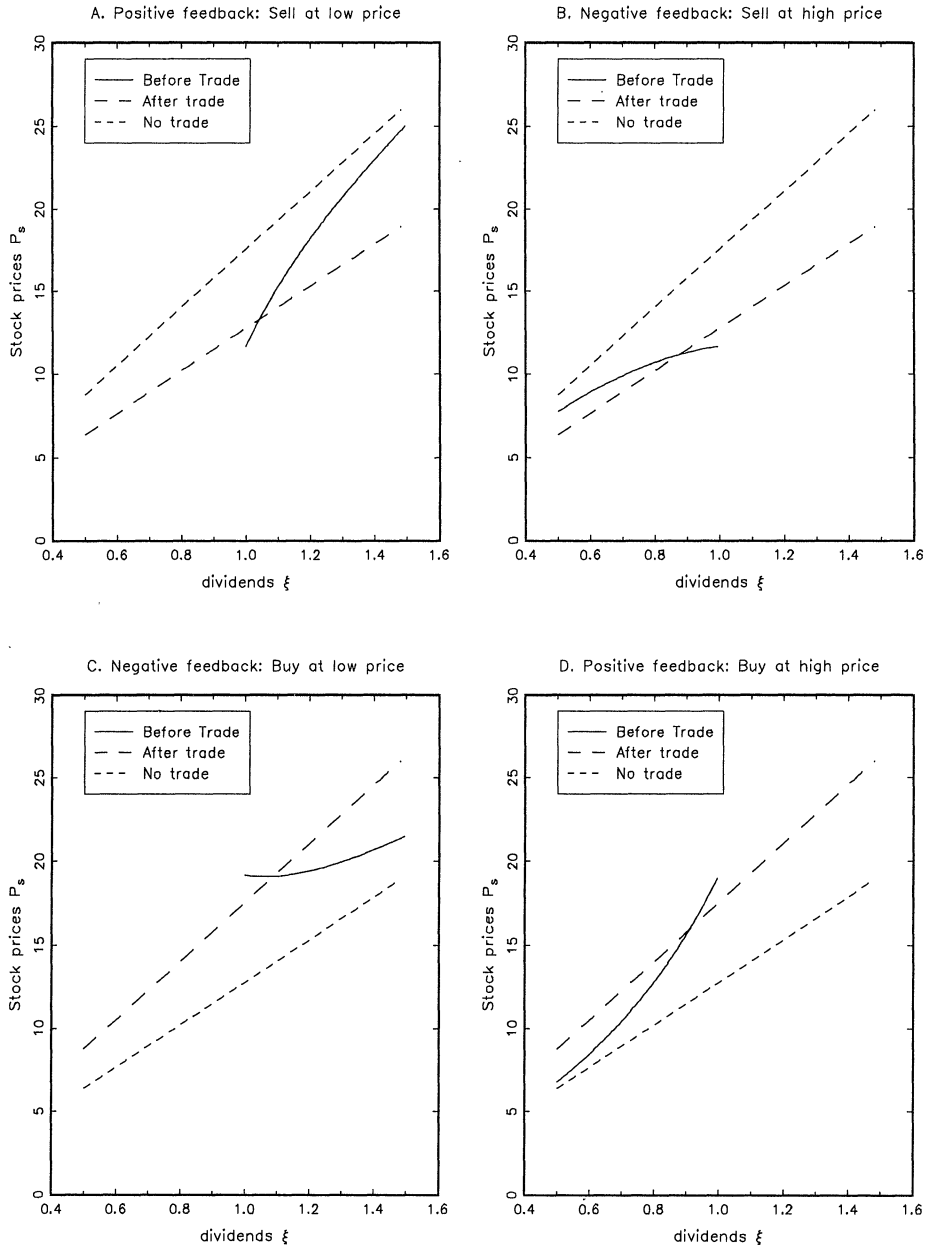 A. Positive feedback: Sell at low price
Before Trade
After trade
No trade
Stock prices Pₛ
30
25
20
15
10
5
0
0.4 0.6 0.8 1.0 1.2 1.4 1.6
dividends ξ
B. Negative feedback: Sell at high price
Before Trade
After trade
No trade
Stock prices Pₛ
30
25
20
15
10
5
0
0.4 0.6 0.8 1.0 1.2 1.4 1.6
dividends ξ
C. Negative feedback: Buy at low price
Before Trade
After trade
No trade
Stock prices Pₛ
30
25
20
15
10
5
0
0.4 0.6 0.8 1.0 1.2 1.4 1.6
dividends ξ
D. Positive feedback: Buy at high price
Before Trade
After trade
No trade
Stock prices Pₛ
30
25
20
15
10
5
0
0.4 0.6 0.8 1.0 1.2 1.4 1.6
dividends ξ